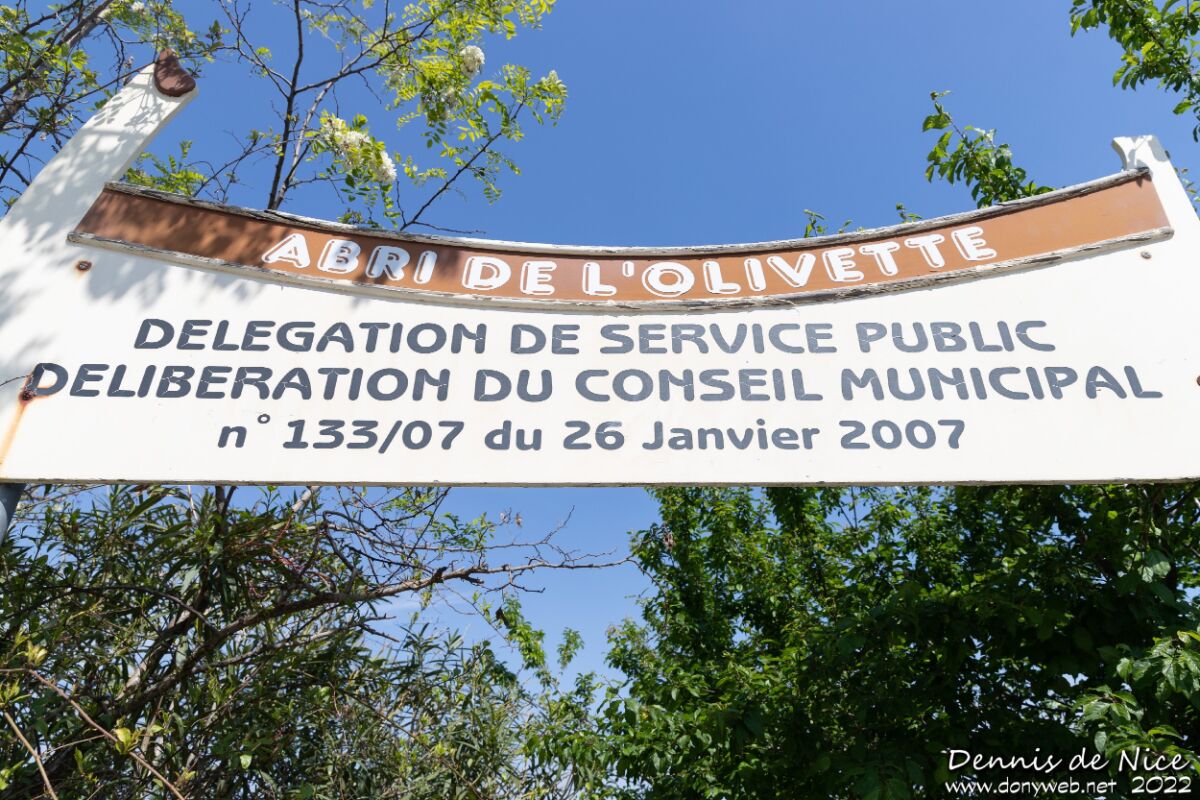 ABRI DE L'OLIVETTE
DELEGATION DE SERVICE PUBLIC
DELIBERATION DU CONSEIL MUNICIPAL
n° 133/07 du 26 Janvier 2007
Dennis de Nice
www.donyweb.net 2022